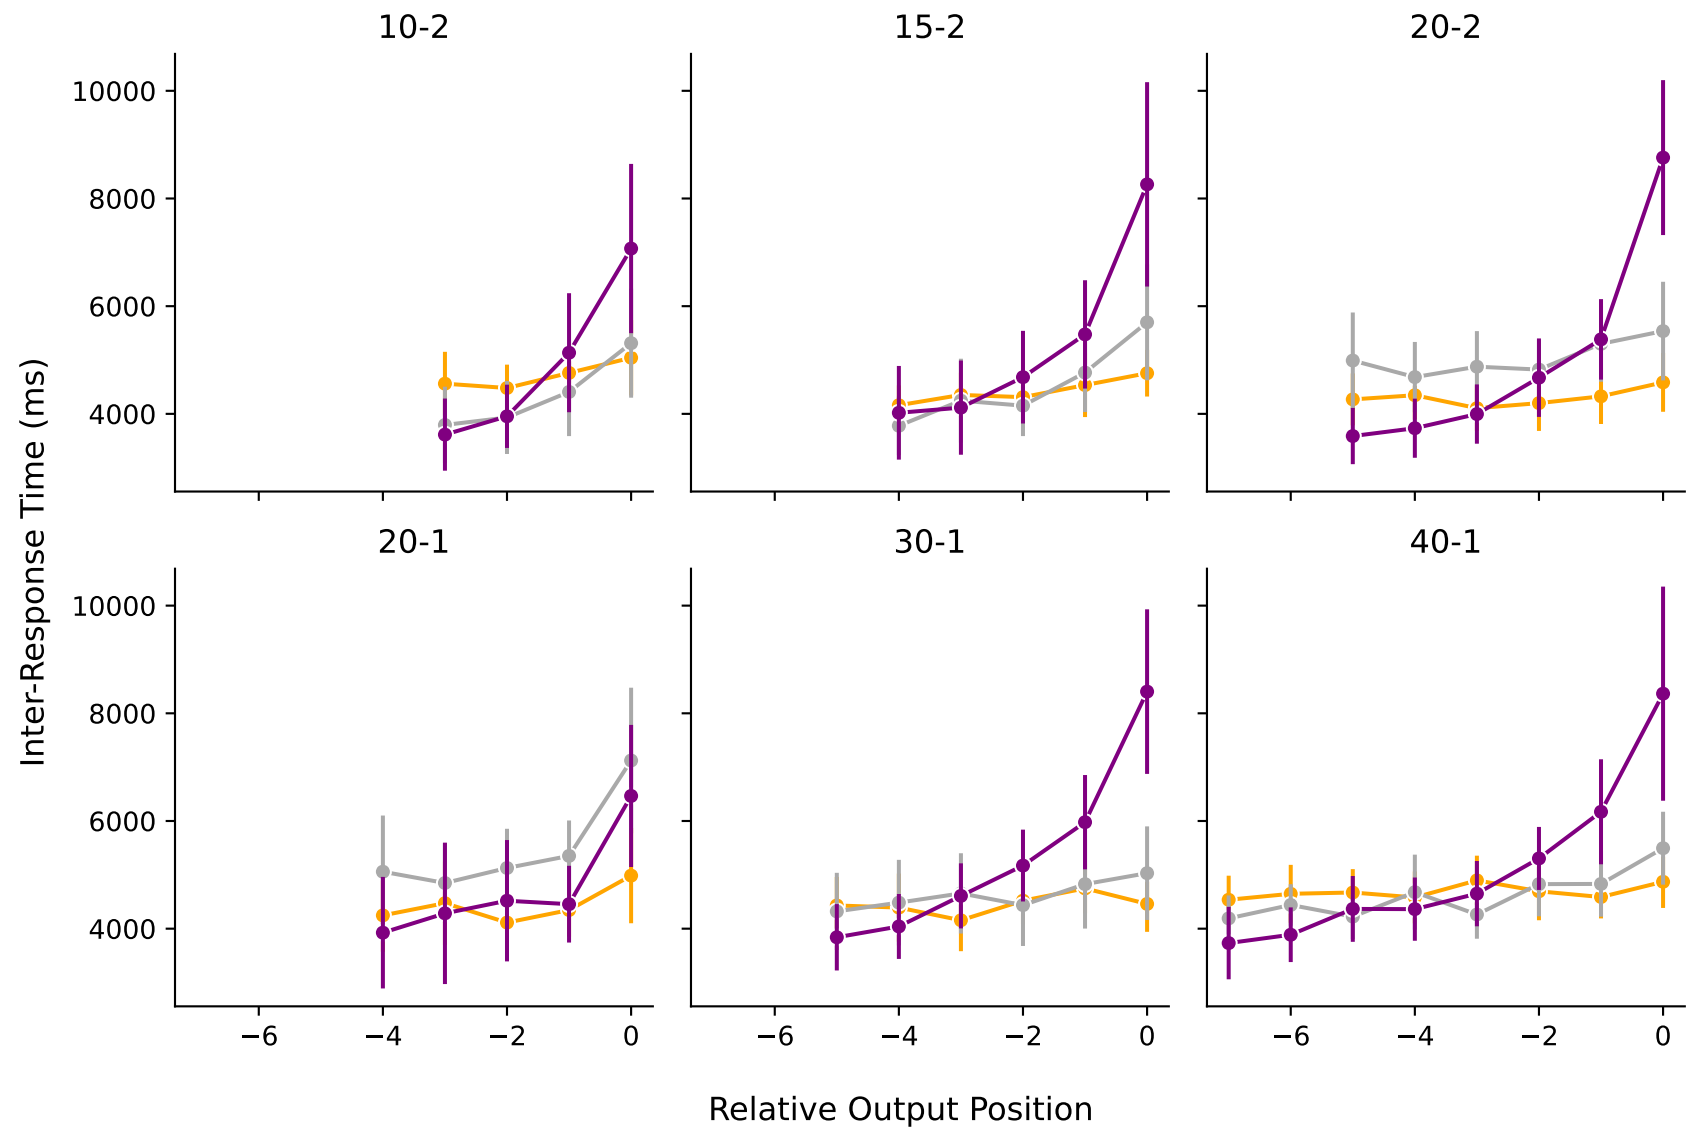 10-2 15-2 20-2
10000
8000
6000
4000
20-1 30-1 40-1
10000
8000
6000
4000
−6 −4 −2 0 −6 −4 −2 0 −6 −4 −2 0
Inter-Response Time (ms)
Relative Output Position